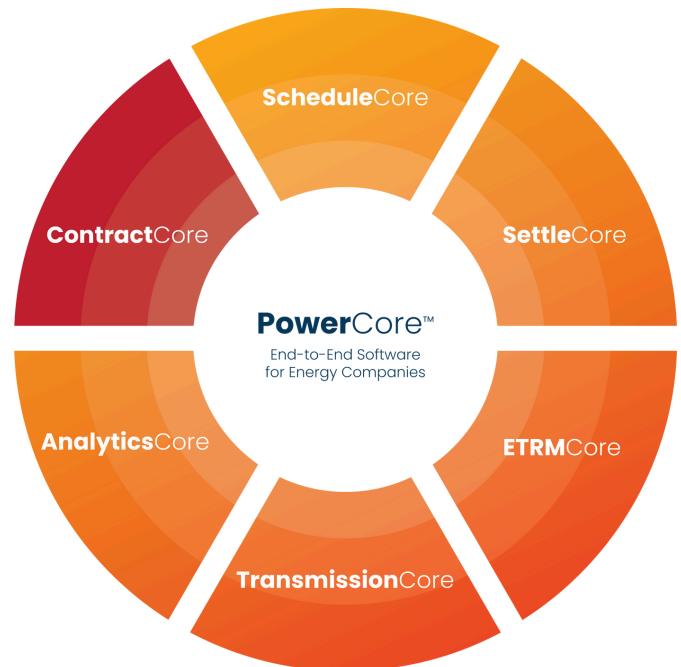 ScheduleCore
ContractCore
SettleCore
PowerCore™
End-to-End Software
for Energy Companies
AnalyticsCore
ETRMCore
TransmissionCore